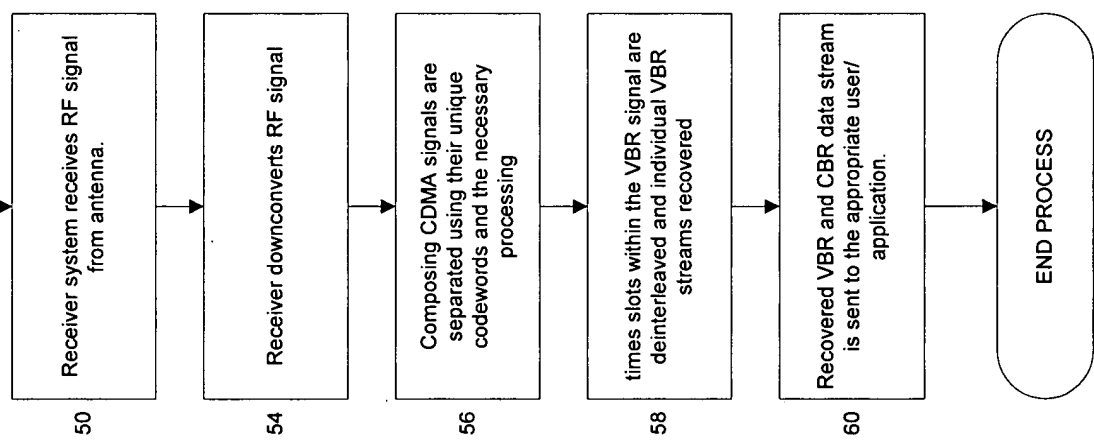 50
Receiver system receives RF signal
from antenna.
54
Receiver downconverts RF signal
56
Composing CDMA signals are
separated using their unique
codewords and the necessary
processing
58
times slots within the VBR signal are
deinterleaved and individual VBR
streams recovered
60
Recovered VBR and CBR data stream
is sent to the appropriate user/
application.
END PROCESS